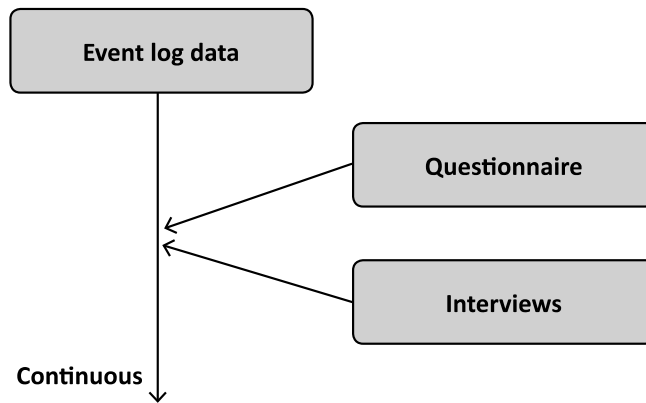 Event log data
Questionnaire
Interviews
Continuous